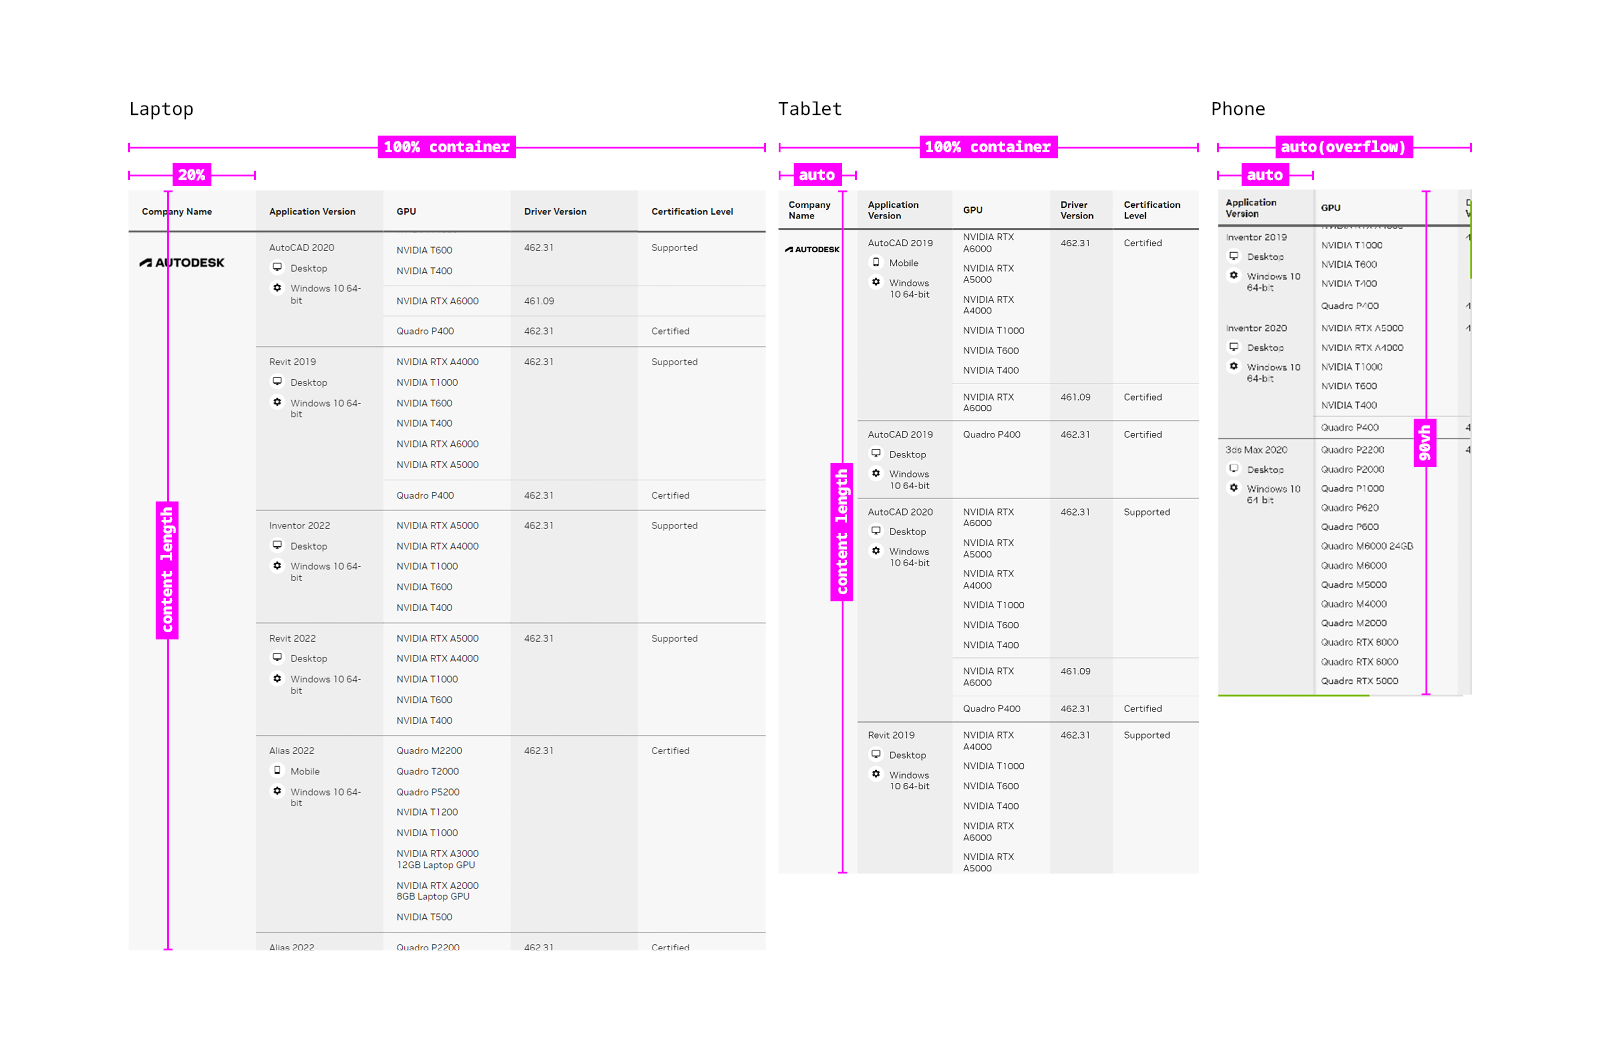 Laptop
100% container
20%
content length
Company Name
Application Version
GPU
Driver Version
Certification Level
AUTODESK
AutoCAD 2020
Desktop
Windows 10 64-
bit
NVIDIA T600
NVIDIA T400
462.31
Supported
NVIDIA RTX A6000
461.09
Quadro P400
462.31
Certified
Revit 2019
Desktop
Windows 10 64-
bit
NVIDIA RTX A4000
NVIDIA T1000
NVIDIA T600
NVIDIA T400
NVIDIA RTX A6000
NVIDIA RTX A5000
462.31
Supported
Quadro P400
462.31
Certified
Inventor 2022
Desktop
Windows 10 64-
bit
NVIDIA RTX A5000
NVIDIA RTX A4000
NVIDIA T1000
NVIDIA T600
NVIDIA T400
462.31
Supported
Revit 2022
Desktop
Windows 10 64-
bit
NVIDIA RTX A5000
NVIDIA RTX A4000
NVIDIA T1000
NVIDIA T600
NVIDIA T400
462.31
Supported
Alias 2022
Mobile
Windows 10 64-
bit
Quadro M2200
Quadro T2000
Quadro P5200
NVIDIA T1200
NVIDIA T1000
NVIDIA RTX A3000
12GB Laptop GPU
NVIDIA RTX A2000
8GB Laptop GPU
NVIDIA T500
462.31
Certified
Alias 2022
Quadro P2200
462.31
Certified
Tablet
100% container
auto
content length
Company
Name
Application
Version
GPU
Driver
Version
Certification
Level
AUTODESK
AutoCAD 2019
Mobile
Windows
10 64-bit
NVIDIA RTX
A6000
NVIDIA RTX
A5000
NVIDIA RTX
A4000
NVIDIA T1000
NVIDIA T600
NVIDIA T400
462.31
Certified
NVIDIA RTX
A6000
461.09
Certified
AutoCAD 2019
Desktop
Windows
10 64-bit
Quadro P400
462.31
Certified
AutoCAD 2020
Desktop
Windows
10 64-bit
NVIDIA RTX
A6000
NVIDIA RTX
A5000
NVIDIA RTX
A4000
NVIDIA T1000
NVIDIA T600
NVIDIA T400
462.31
Supported
NVIDIA RTX
A6000
461.09
Quadro P400
462.31
Certified
Revit 2019
Desktop
Windows
10 64-bit
NVIDIA RTX
A4000
NVIDIA T1000
NVIDIA T600
NVIDIA T400
NVIDIA RTX
A6000
NVIDIA RTX
A5000
462.31
Supported
Phone
auto(overflow)
auto
90vh
Application
Version
GPU
Inventor 2019
Desktop
Windows 10
64-bit
NVIDIA T1000
NVIDIA T600
NVIDIA T400
Quadro P400
Inventor 2020
Desktop
Windows 10
64-bit
NVIDIA RTX A5000
NVIDIA RTX A4000
NVIDIA T1000
NVIDIA T600
NVIDIA T400
Quadro P400
4
3ds Max 2020
Desktop
Windows 10
64-bit
Quadro P2200
Quadro P2000
Quadro P1000
Quadro P620
Quadro P600
Quadro M6000 24GB
Quadro M6000
Quadro M5000
Quadro M4000
Quadro M2000
Quadro RTX 8000
Quadro RTX 6000
Quadro RTX 5000
4